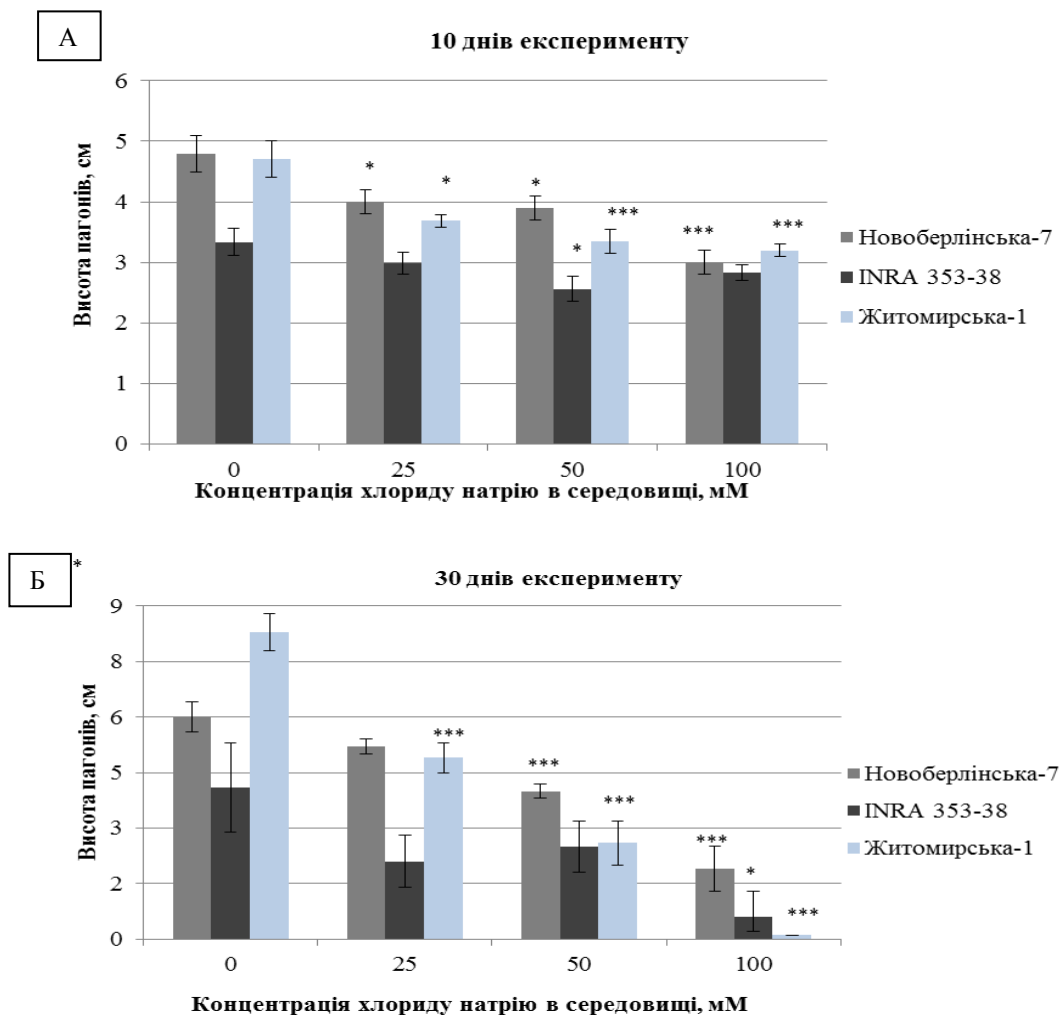 А
10 днів експерименту
Висота пагонів, см
6
5
4
3
2
1
0
* * * * *** *** ***
0 25 50 100
Концентрація хлориду натрію в середовищі, мМ
Новоберлінська-7
INRA 353-38
Житомирська-1
Б *
30 днів експерименту
Висота пагонів, см
9
8
6
5
3
2
0
*** *** *** *** * ***
0 25 50 100
Концентрація хлориду натрію в середовищі, мМ
Новоберлінська-7
INRA 353-38
Житомирська-1